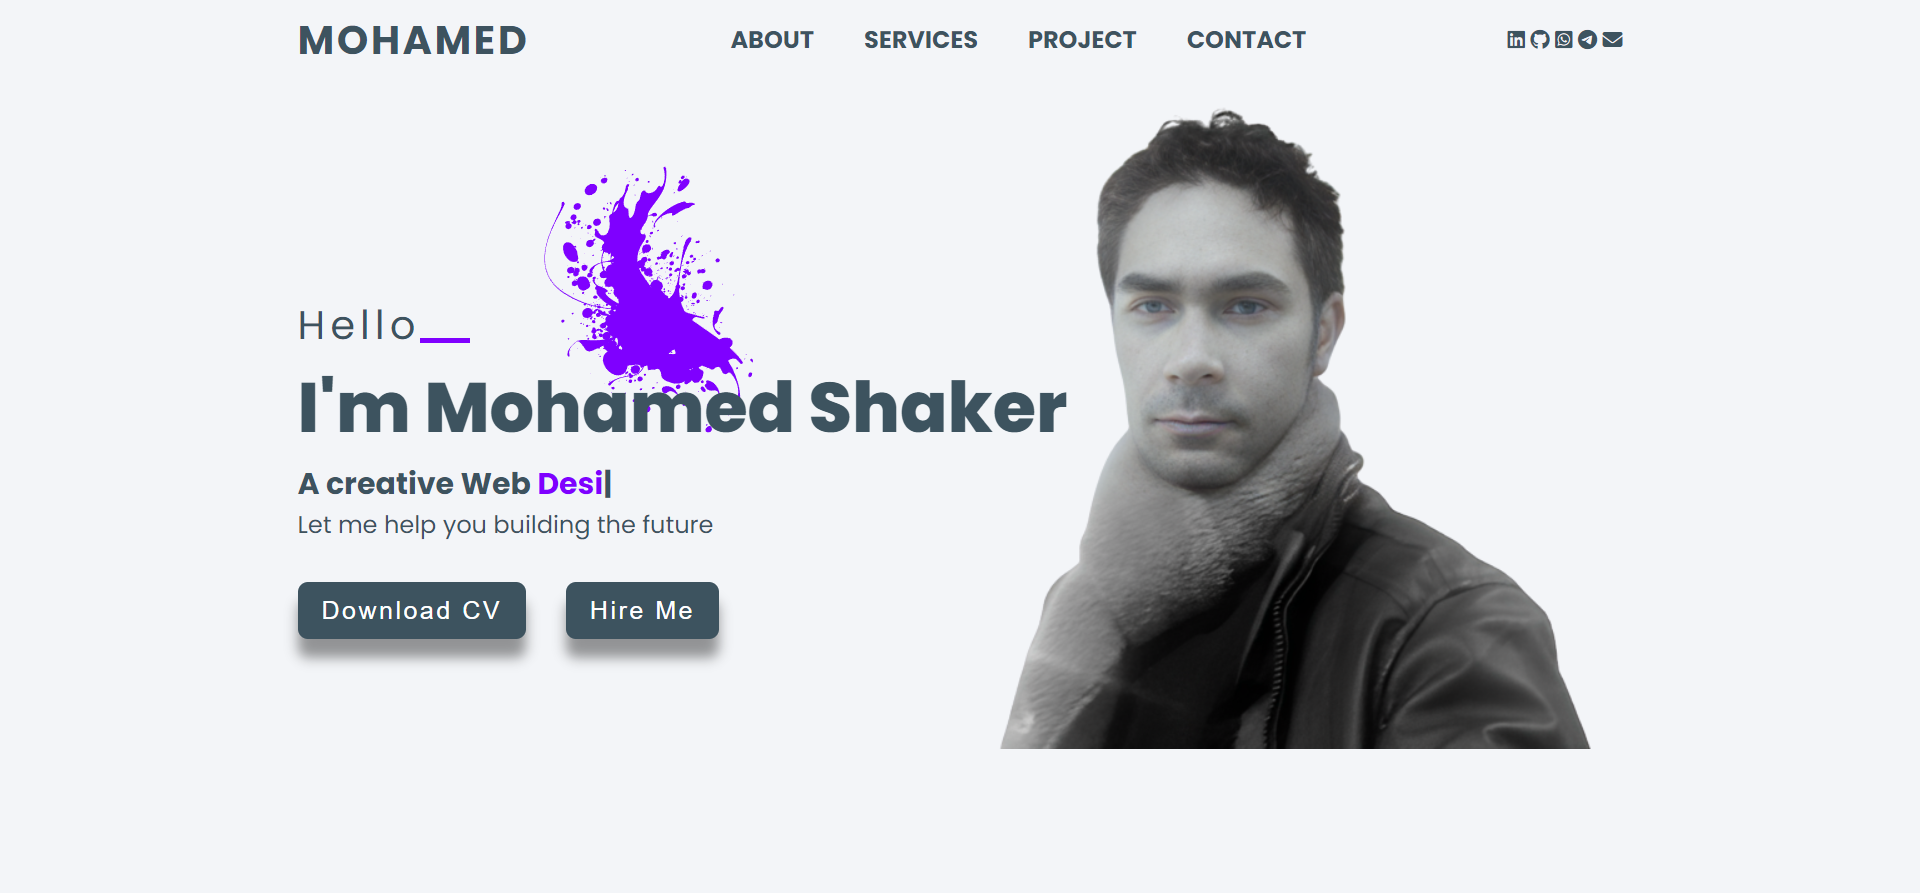 MOHAMED
ABOUT SERVICES PROJECT CONTACT
in
Hello
I'm Mohamed Shaker
A creative Web Desi|
Let me help you building the future
Download CV Hire Me